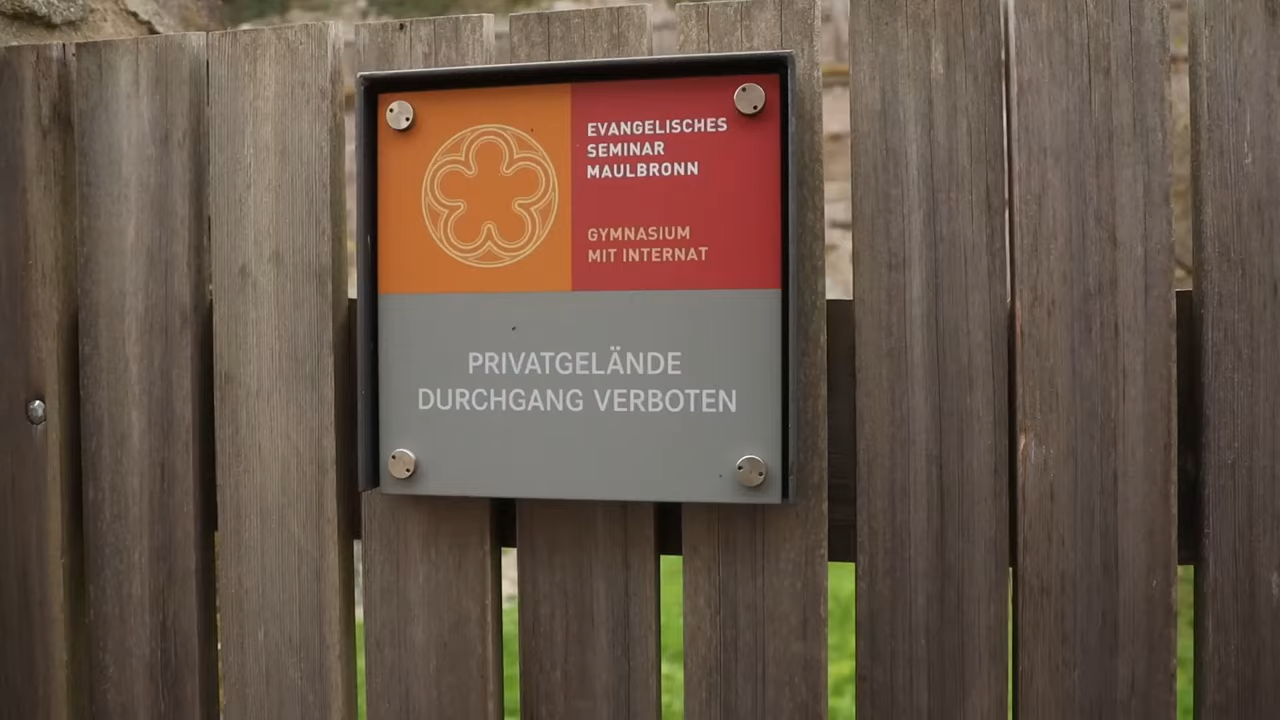 EVANGELISCHES
SEMINAR
MAULBRONN
GYMNASIUM
MIT INTERNAT
PRIVATGELÄNDE
DURCHGANG VERBOTEN